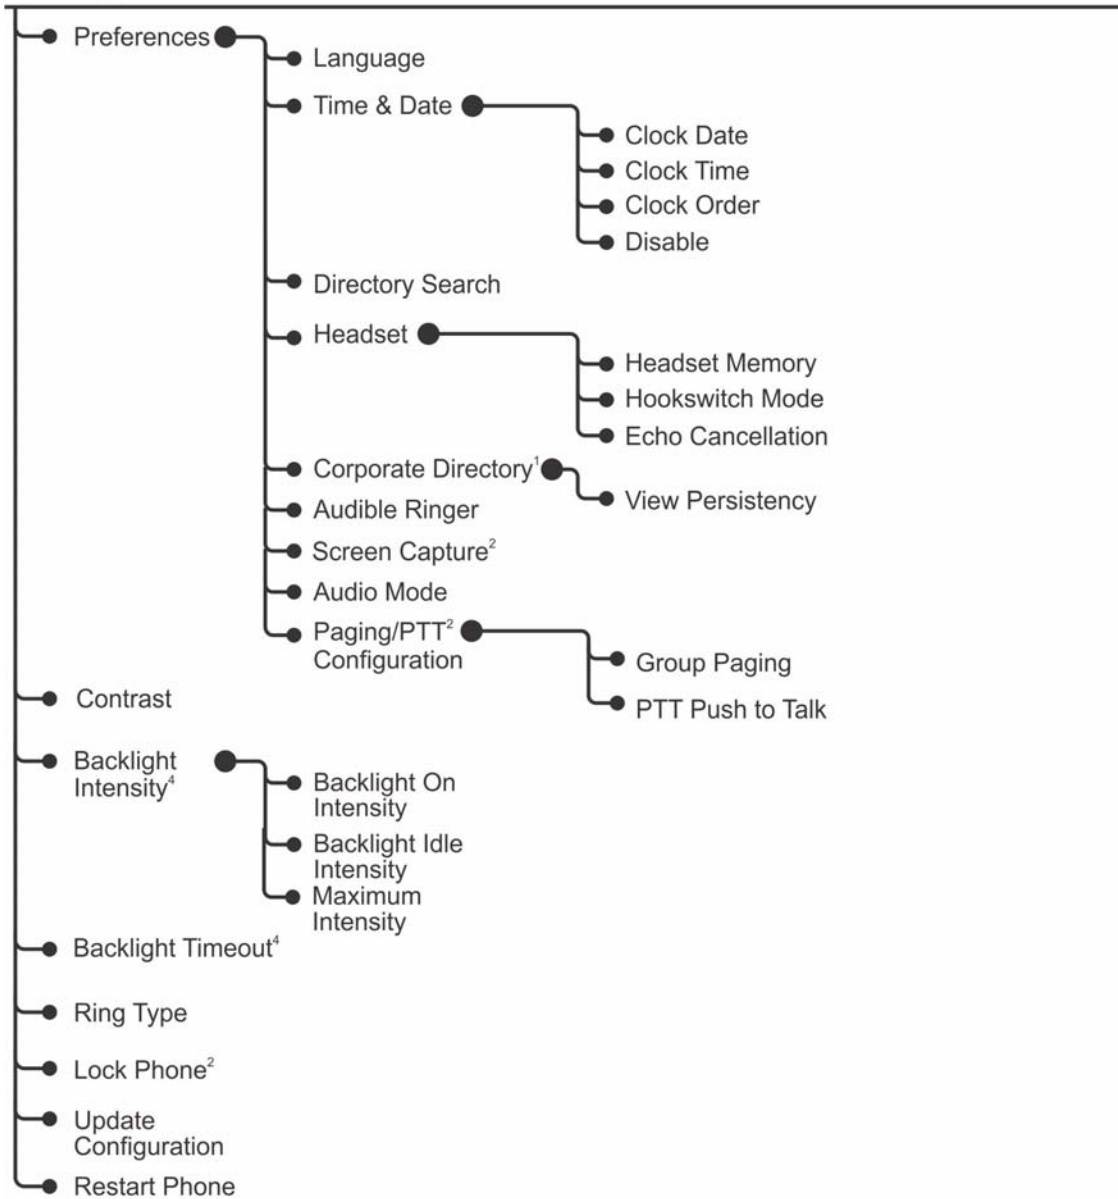 Preferences
Language
Time & Date
Clock Date
Clock Time
Clock Order
Disable
Directory Search
Headset
Headset Memory
Hookswitch Mode
Echo Cancellation
Corporate Directory¹
View Persistency
Audible Ringer
Screen Capture²
Audio Mode
Paging/PTT²
Configuration
Group Paging
PTT Push to Talk
Contrast
Backlight
Intensity⁴
Backlight On
Intensity
Backlight Idle
Intensity
Maximum
Intensity
Backlight Timeout⁴
Ring Type
Lock Phone²
Update
Configuration
Restart Phone